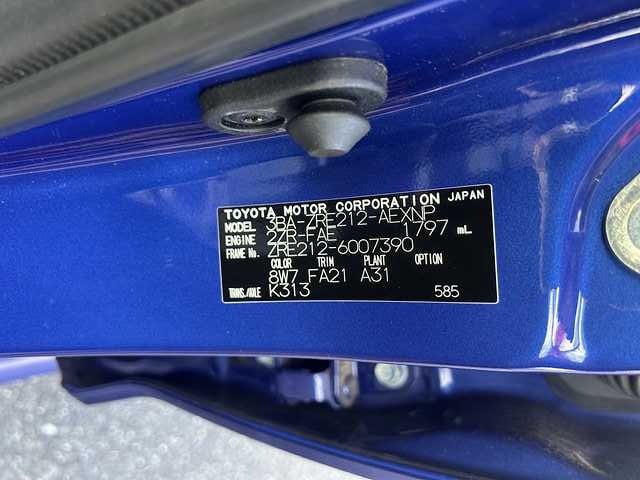 TOYOTA MOTOR CORPORATION JAPAN
MODEL 3BA-ZRE212-AEXNP
ENGINE 2ZR-FAE 1797 mL
FRAME No. ZRE212-6007390
COLOR TRIM PLANT OPTION
8W7 FA21 A31
TRANS./AXLE K313 585